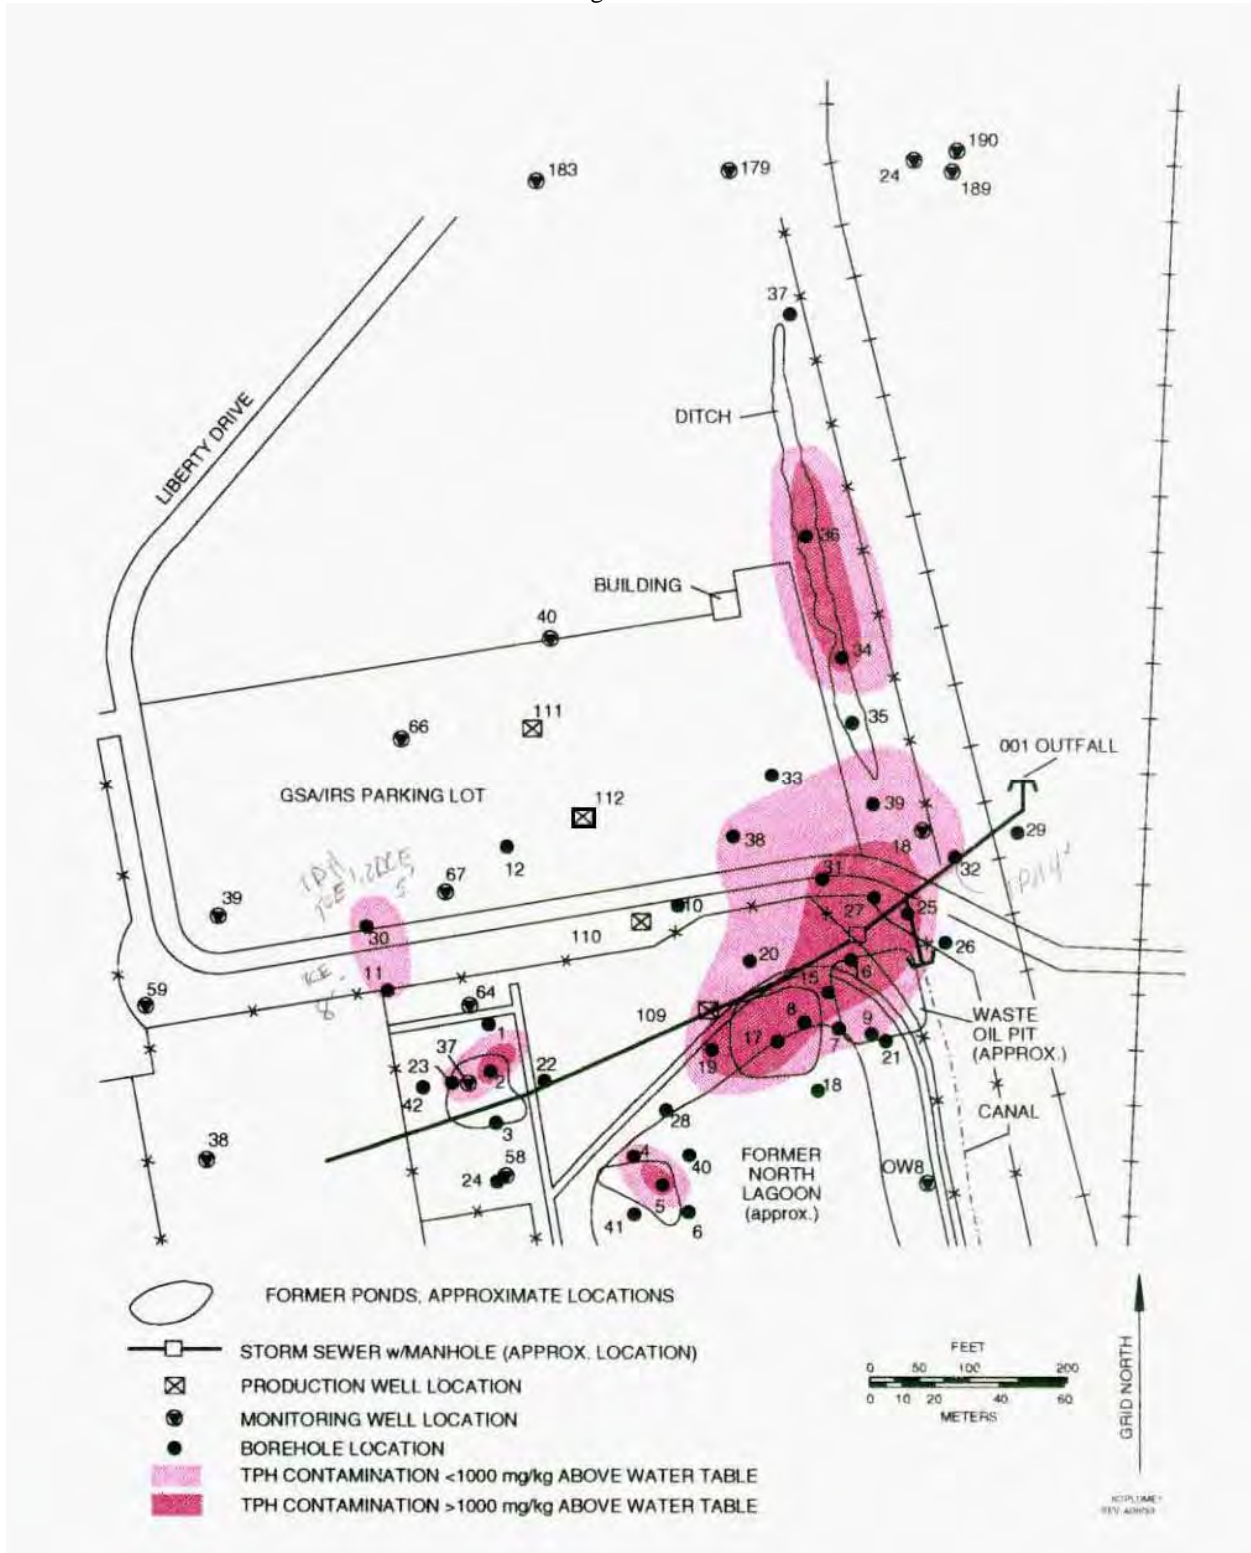 183
179
190
24
189
37
DITCH
LIBERTY DRIVE
36
BUILDING
40
34
111
66
35
001 OUTFALL
GSA/IRS PARKING LOT
112
33
39
38
18
29
12
32
TPH
1,2DCE
67
31
39
10
27
25
30
110
26
20
6
11
15
59
64
109
8
WASTE
OIL PIT
(APPROX.)
1
17
9
37
7
21
19
23
22
2
42
18
CANAL
28
3
38
4
40
FORMER
NORTH
LAGOON
(approx.)
58
OW8
24
5
41
6
FORMER PONDS, APPROXIMATE LOCATIONS
STORM SEWER w/MANHOLE (APPROX. LOCATION)
PRODUCTION WELL LOCATION
MONITORING WELL LOCATION
BOREHOLE LOCATION
TPH CONTAMINATION <1000 mg/kg ABOVE WATER TABLE
TPH CONTAMINATION >1000 mg/kg ABOVE WATER TABLE
FEET
0 50 100 200
0 10 20 40 60
METERS
GRID NORTH